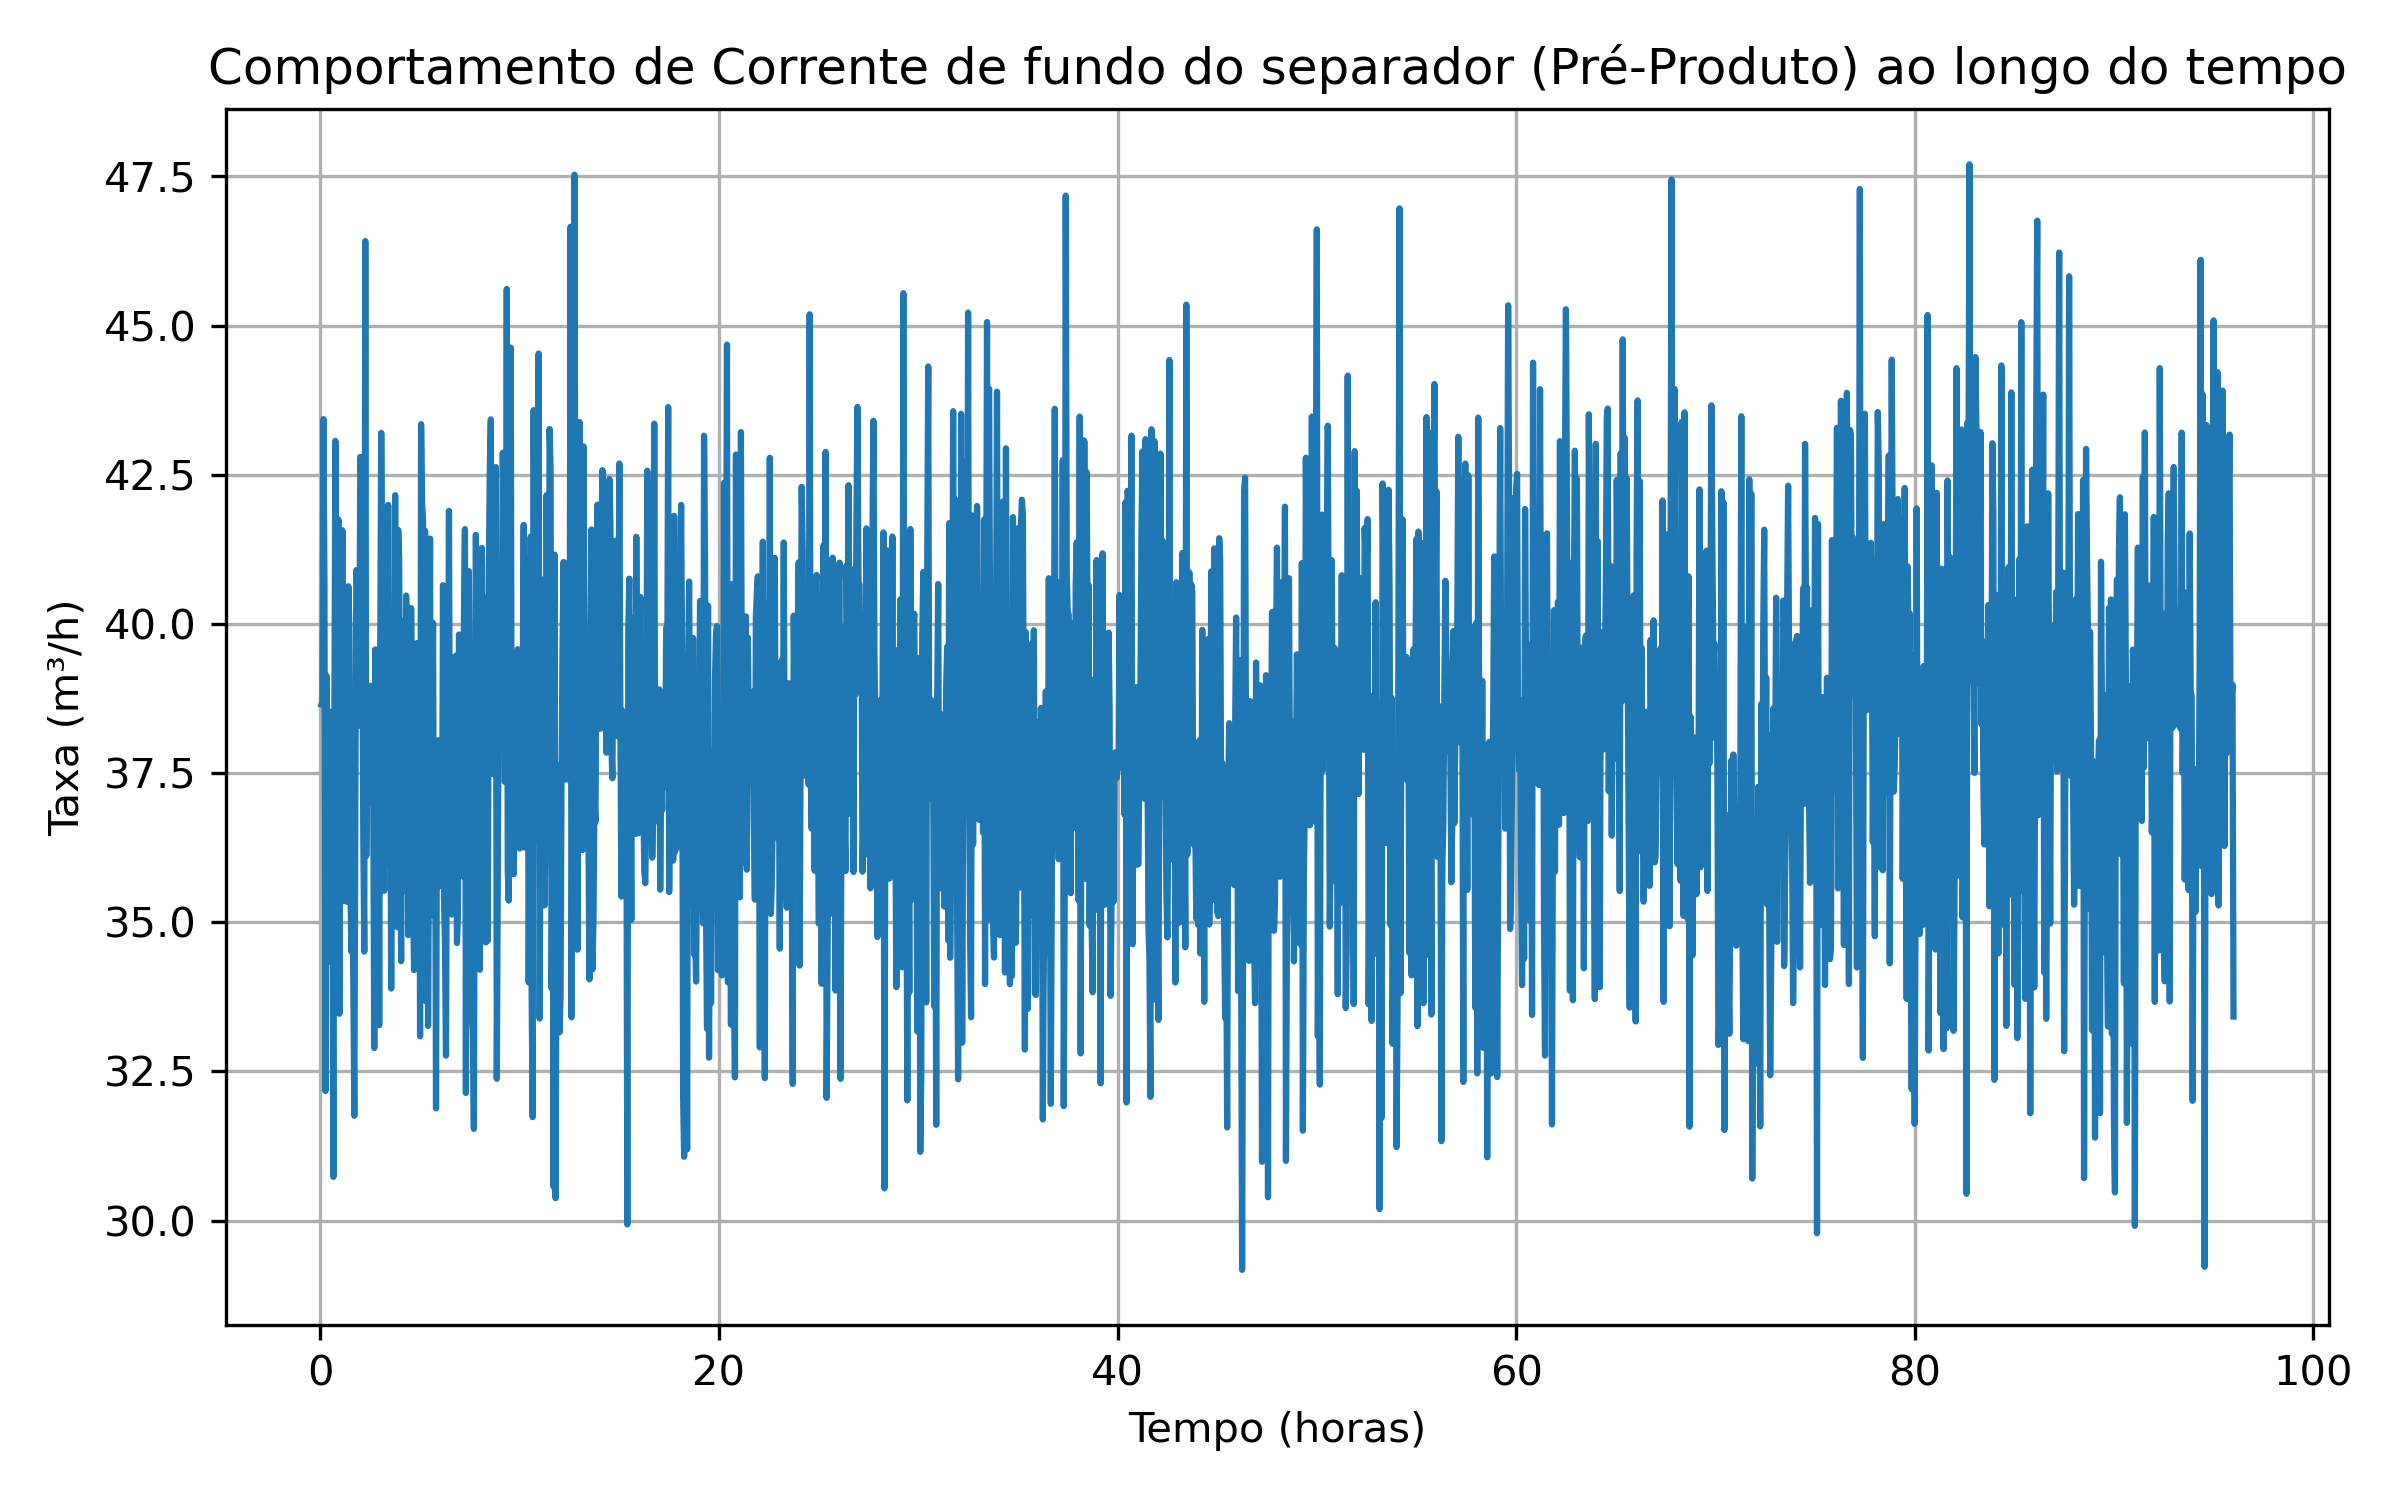 Comportamento de Corrente de fundo do separador (Pré-Produto) ao longo do tempo
47.5
45.0
42.5
40.0
37.5
35.0
32.5
30.0
Taxa (m³/h)
0 20 40 60 80 100
Tempo (horas)